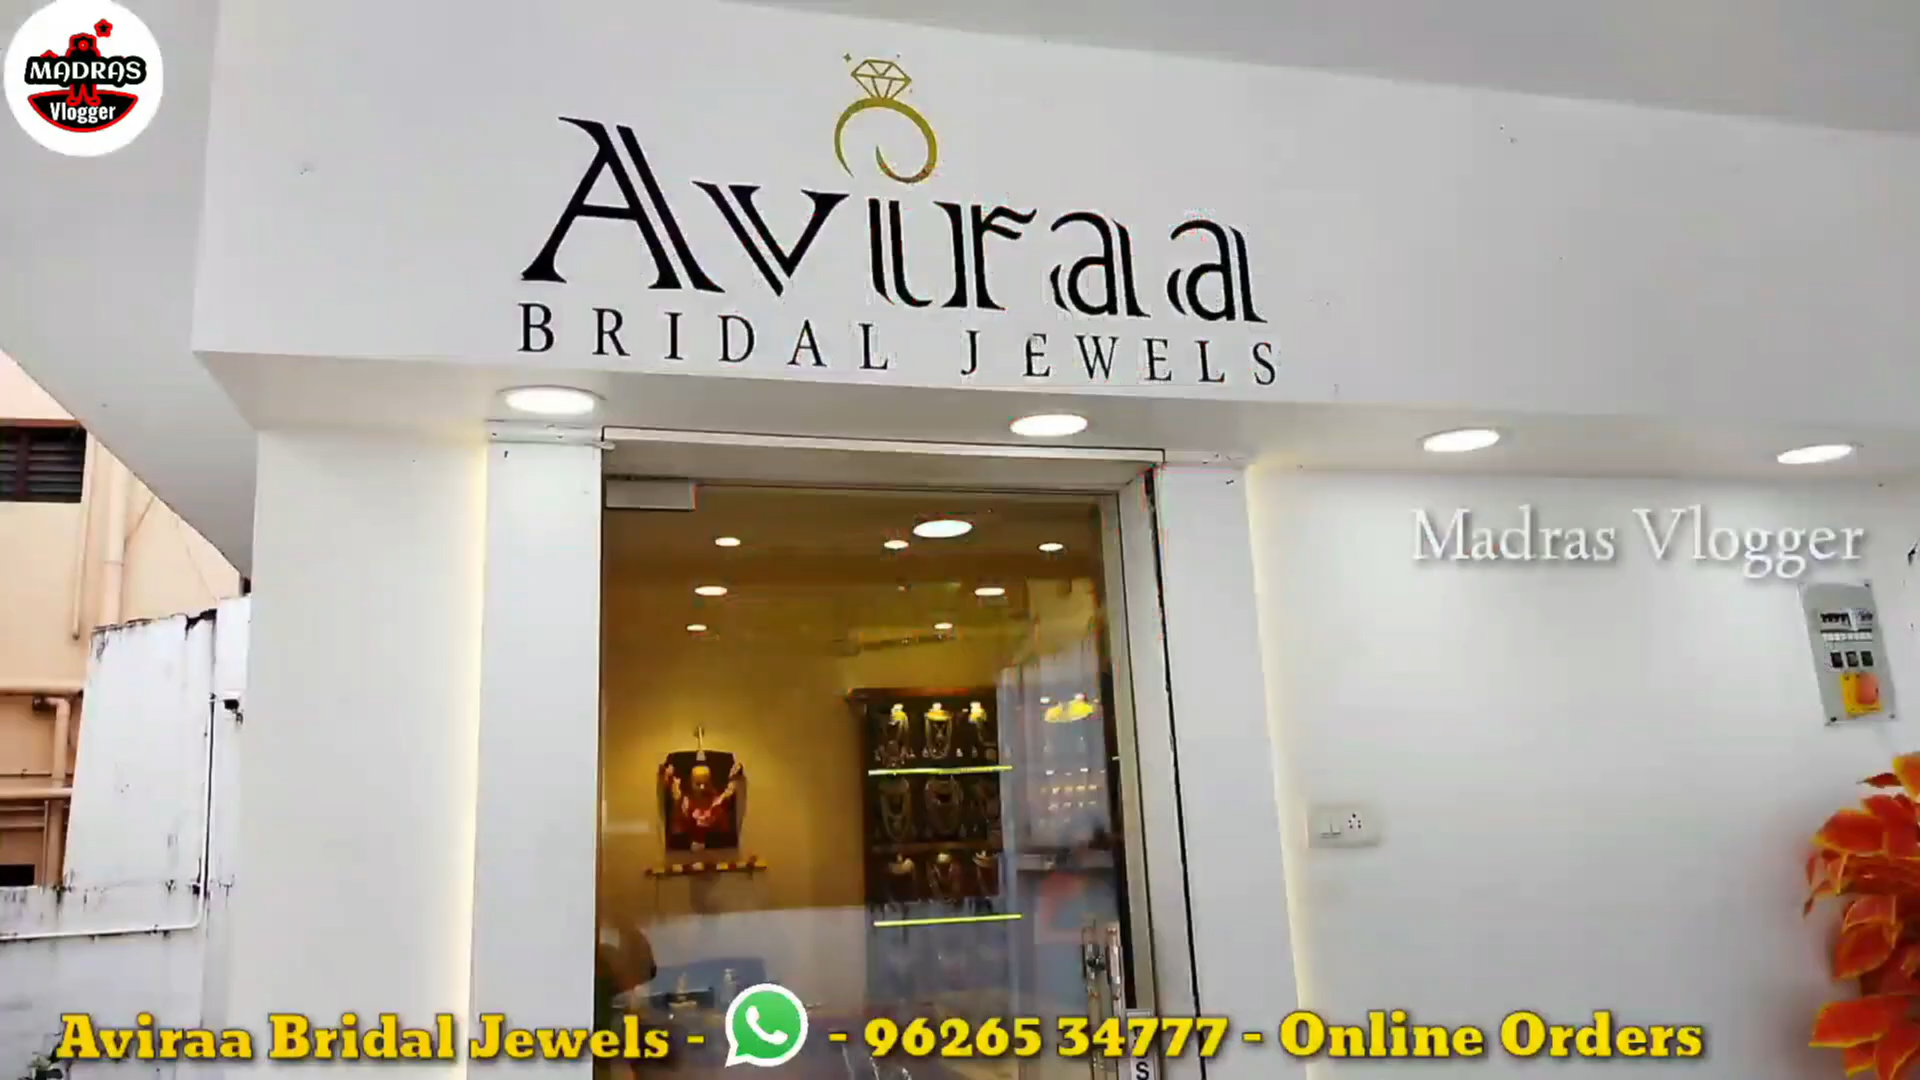 MADRAS
Vlogger
Aviraa
BRIDAL JEWELS
Madras Vlogger
Aviraa Bridal Jewels - - 96265 34777 - Online Orders
S